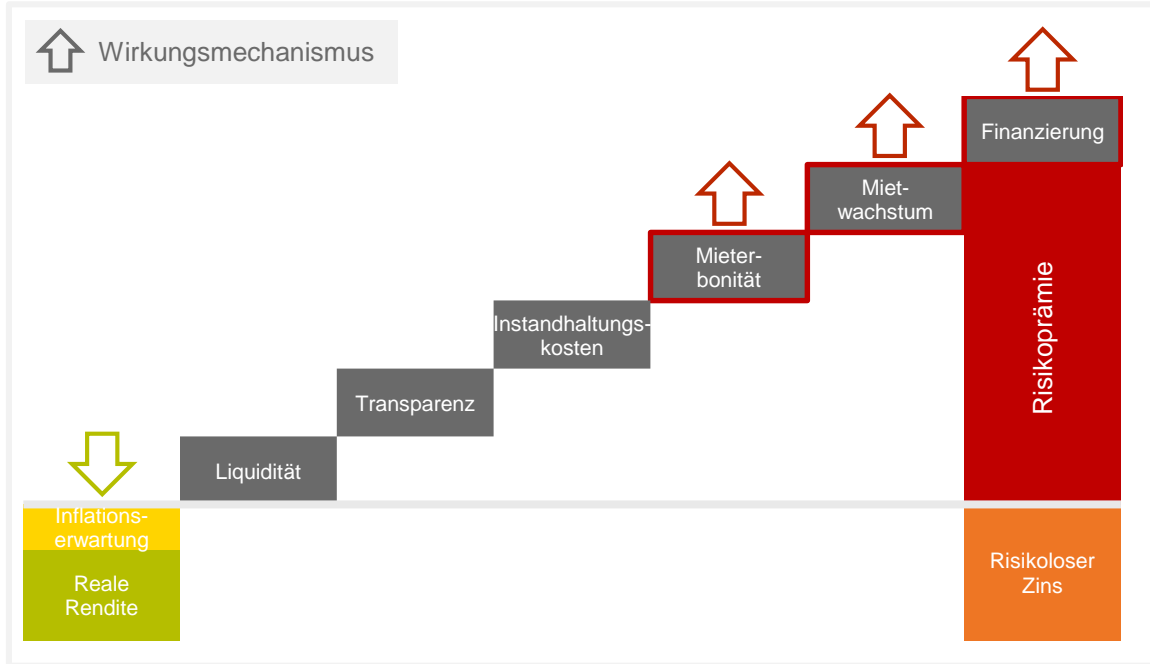 Wirkungsmechanismus
Finanzierung
Miet-
wachstum
Mieter-
bonität
Instandhaltungs-
kosten
Transparenz
Liquidität
Risikoprämie
Inflations-
erwartung
Reale
Rendite
Risikoloser
Zins